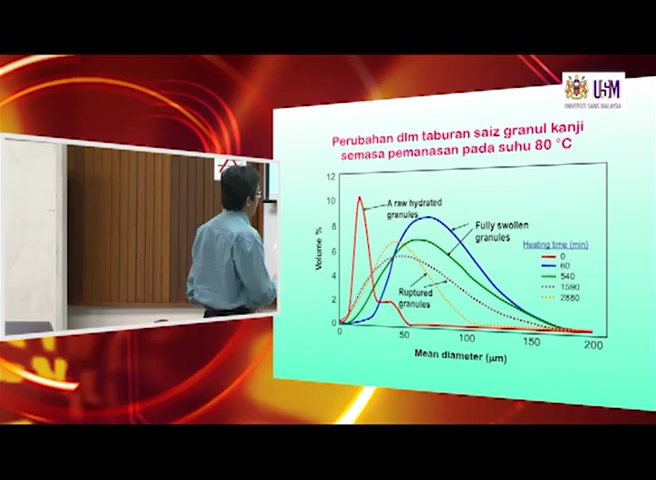 USM
UNIVERSITI SAINS MALAYSIA
Perubahan dlm taburan saiz granul kanji
semasa pemanasan pada suhu 80 °C
12
10
8
6
4
2
0
Volume %
A raw hydrated
granules
Fully swollen
granules
Ruptured
granules
Heating time (min)
0
60
540
1590
2880
0
50
100
150
200
Mean diameter (µm)